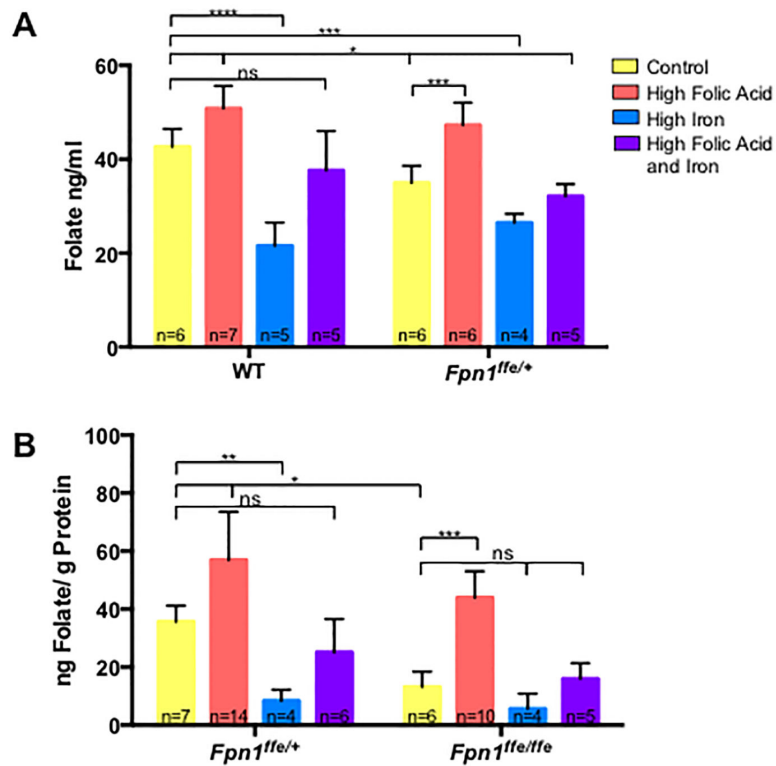 A
****
***
*
ns
***
60
40
20
0
Folate ng/ml
n=6 n=7 n=5 n=5 n=6 n=6 n=4 n=5
WT Fpn1ffe/+
Control
High Folic Acid
High Iron
High Folic Acid
and Iron
B
100
80
60
40
20
0
ng Folate/ g Protein
**
*
ns
***
ns
n=7 n=14 n=4 n=6 n=6 n=10 n=4 n=5
Fpn1ffe/+ Fpn1ffe/ffe